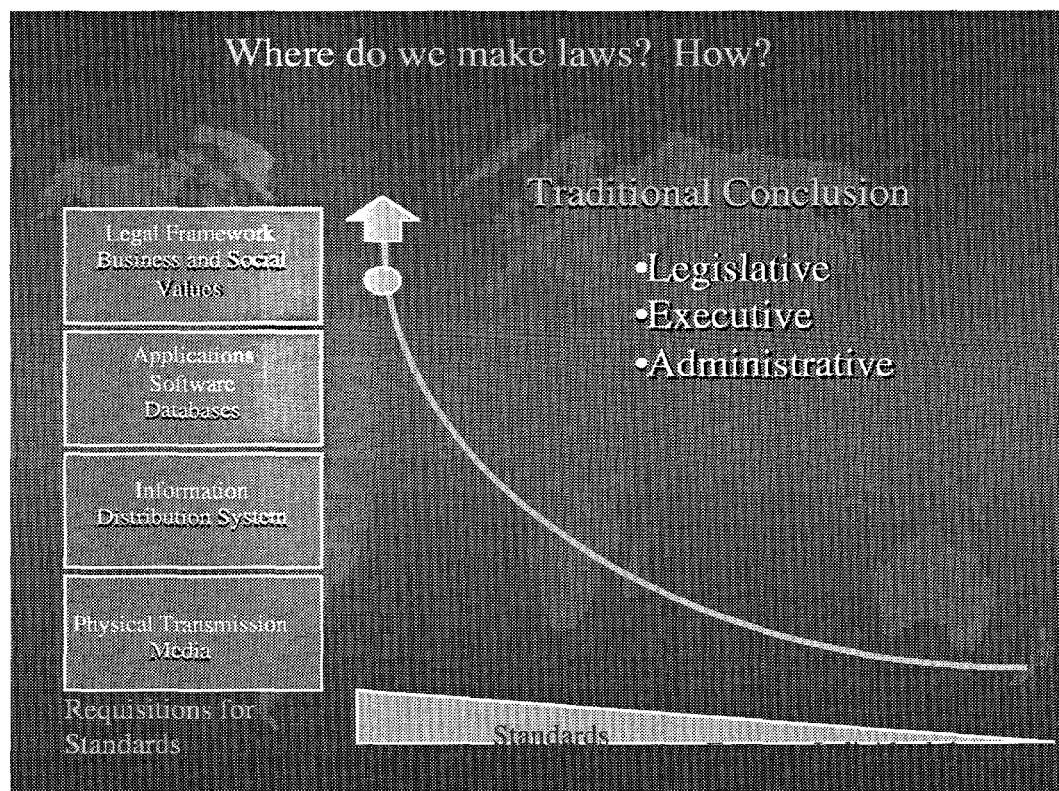 Where do we make laws? How?
Traditional Conclusion
•Legislative
•Executive
•Administrative
Legal Framework
Business and Social
Values
Applications
Software
Databases
Information
Distribution System
Physical Transmission
Media
Requisitions for
Standards
Standards